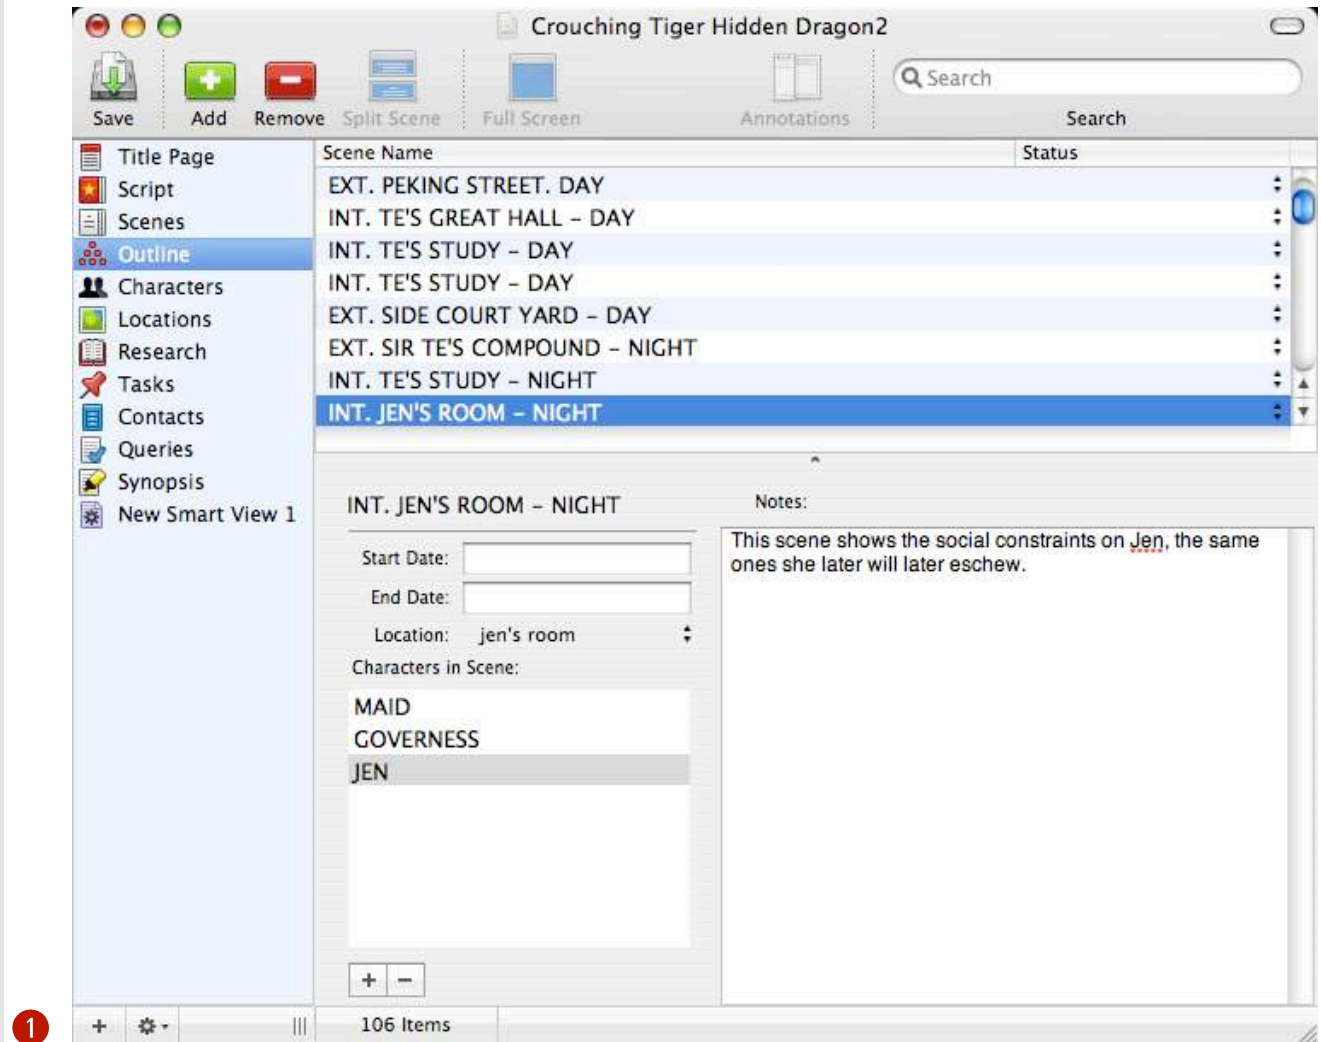 Crouching Tiger Hidden Dragon2
Search
Save Add Remove Split Scene Full Screen Annotations Search
Title Page
Script
Scenes
Outline
Characters
Locations
Research
Tasks
Contacts
Queries
Synopsis
New Smart View 1
Scene Name Status
EXT. PEKING STREET. DAY
INT. TE'S GREAT HALL – DAY
INT. TE'S STUDY – DAY
INT. TE'S STUDY – DAY
EXT. SIDE COURT YARD – DAY
EXT. SIR TE'S COMPOUND – NIGHT
INT. TE'S STUDY – NIGHT
INT. JEN'S ROOM – NIGHT
INT. JEN'S ROOM – NIGHT
Start Date:
End Date:
Location: jen's room
Characters in Scene:
MAID
GOVERNESS
JEN
Notes:
This scene shows the social constraints on Jen, the same
ones she later will later eschew.
1
106 Items